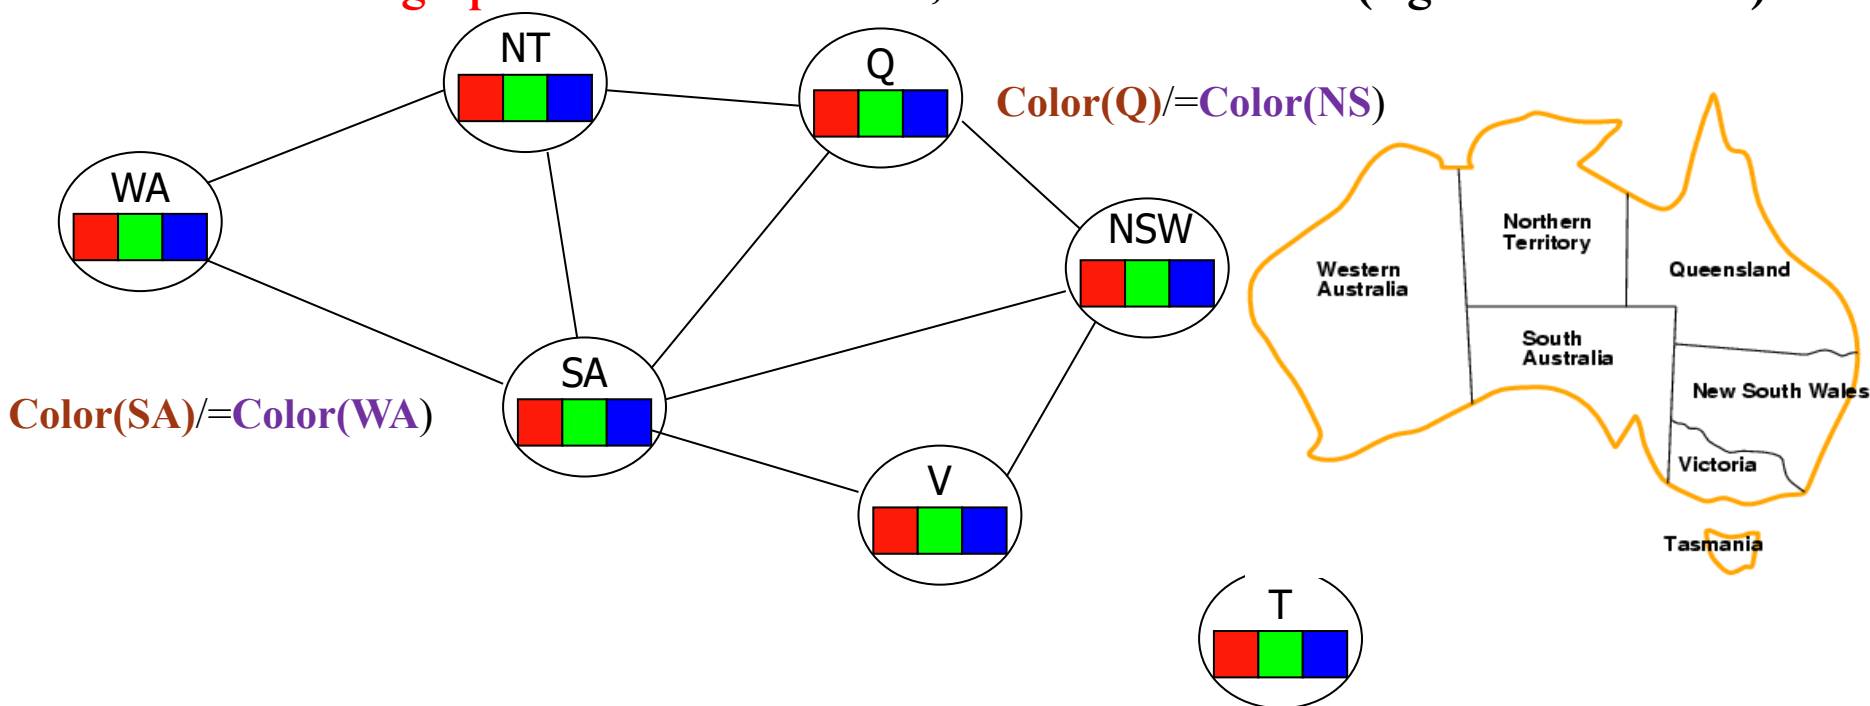 NT
Q
Color(Q)/=Color(NS)
WA
NSW
Northern
Territory
Western
Australia
Queensland
SA
South
Australia
Color(SA)/=Color(WA)
New South Wales
V
Victoria
Tasmania
T